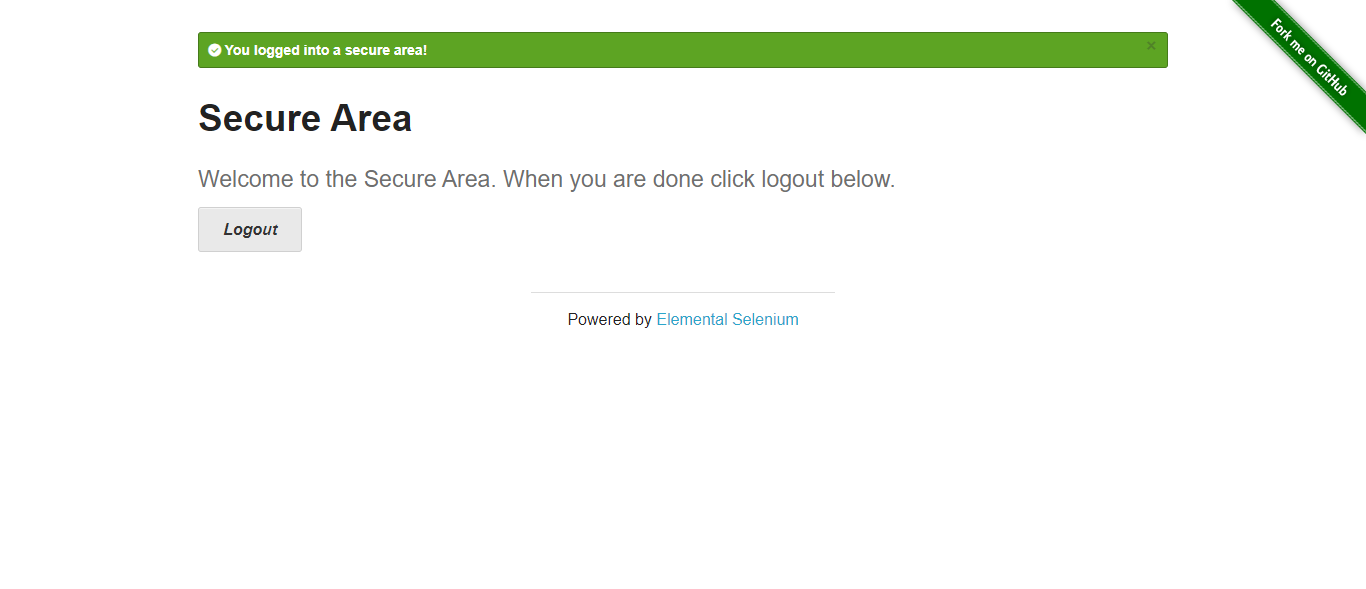 You logged into a secure area! ×
Fork me on GitHub
Secure Area
Welcome to the Secure Area. When you are done click logout below.
Logout
Powered by Elemental Selenium